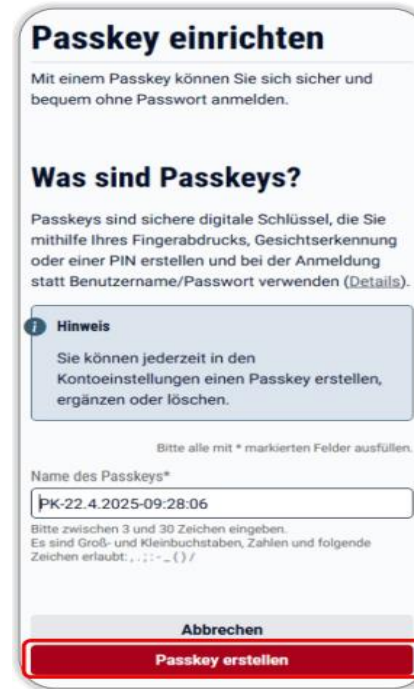 Passkey einrichten
Mit einem Passkey können Sie sich sicher und
bequem ohne Passwort anmelden.
Was sind Passkeys?
Passkeys sind sichere digitale Schlüssel, die Sie
mithilfe Ihres Fingerabdrucks, Gesichtserkennung
oder einer PIN erstellen und bei der Anmeldung
statt Benutzername/Passwort verwenden (Details).
i Hinweis
Sie können jederzeit in den
Kontoeinstellungen einen Passkey erstellen,
ergänzen oder löschen.
Bitte alle mit * markierten Felder ausfüllen.
Name des Passkeys*
PK-22.4.2025-09:28:06
Bitte zwischen 3 und 30 Zeichen eingeben.
Es sind Groß- und Kleinbuchstaben, Zahlen und folgende
Zeichen erlaubt: , . ; : - _ ( ) /
Abbrechen
Passkey erstellen